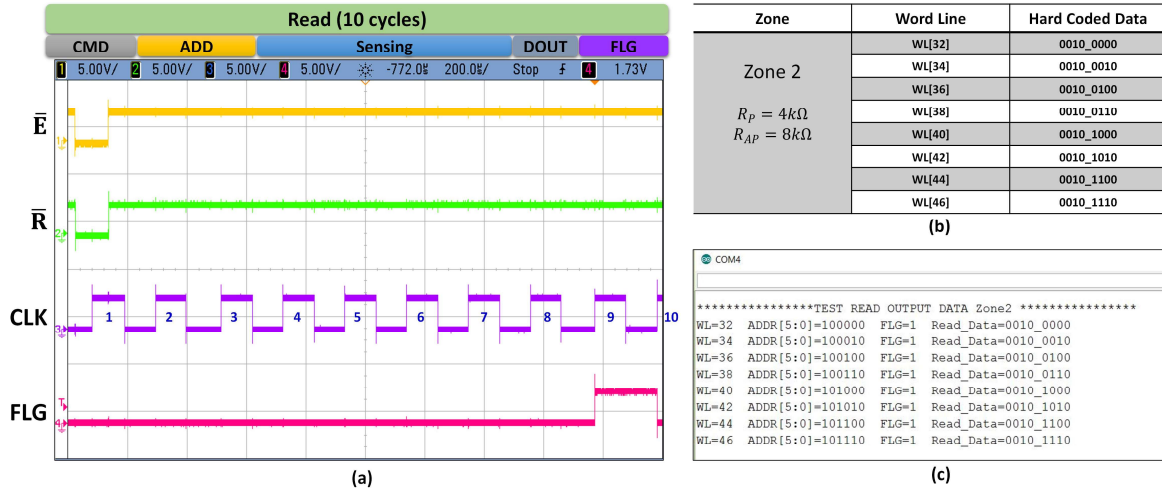 Read (10 cycles)
CMD ADD Sensing DOUT FLG
1 5.00V/ 2 5.00V/ 3 5.00V/ 4 5.00V/ -772.0µs 200.0µs/ Stop 4 1.73V
E̅
1
R̅
2
CLK
3
1 2 3 4 5 6 7 8 9 10
FLG
T
4
(a)
Zone Word Line Hard Coded Data
Zone 2
R_P = 4kΩ
R_AP = 8kΩ
WL[32] 0010_0000
WL[34] 0010_0010
WL[36] 0010_0100
WL[38] 0010_0110
WL[40] 0010_1000
WL[42] 0010_1010
WL[44] 0010_1100
WL[46] 0010_1110
(b)
COM4
****************TEST READ OUTPUT DATA Zone2 ****************
WL=32 ADDR[5:0]=100000 FLG=1 Read_Data=0010_0000
WL=34 ADDR[5:0]=100010 FLG=1 Read_Data=0010_0010
WL=36 ADDR[5:0]=100100 FLG=1 Read_Data=0010_0100
WL=38 ADDR[5:0]=100110 FLG=1 Read_Data=0010_0110
WL=40 ADDR[5:0]=101000 FLG=1 Read_Data=0010_1000
WL=42 ADDR[5:0]=101010 FLG=1 Read_Data=0010_1010
WL=44 ADDR[5:0]=101100 FLG=1 Read_Data=0010_1100
WL=46 ADDR[5:0]=101110 FLG=1 Read_Data=0010_1110
(c)